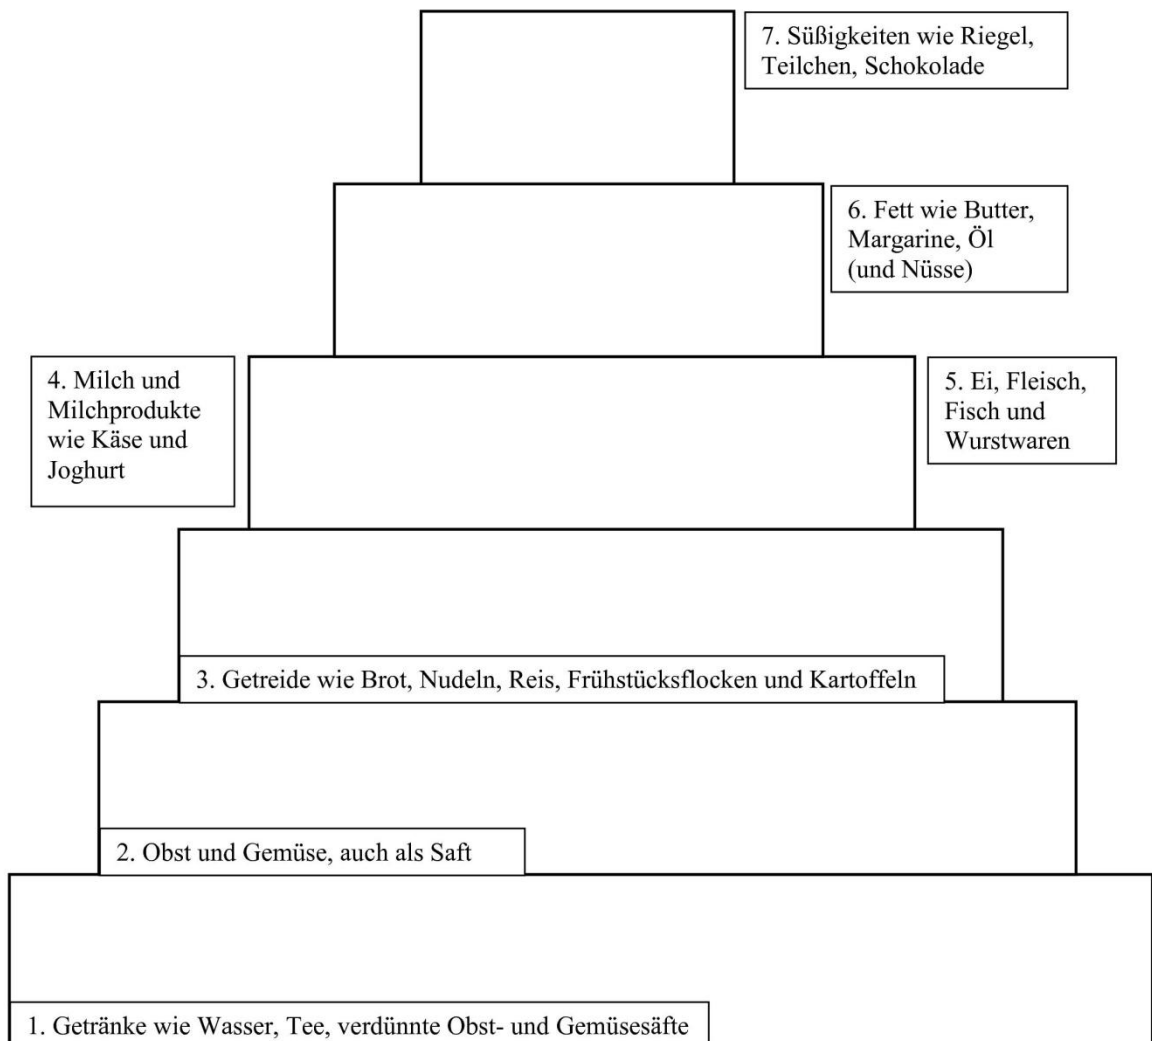 7. Süßigkeiten wie Riegel,
Teilchen, Schokolade
6. Fett wie Butter,
Margarine, Öl
(und Nüsse)
4. Milch und
Milchprodukte
wie Käse und
Joghurt
5. Ei, Fleisch,
Fisch und
Wurstwaren
3. Getreide wie Brot, Nudeln, Reis, Frühstücksflocken und Kartoffeln
2. Obst und Gemüse, auch als Saft
1. Getränke wie Wasser, Tee, verdünnte Obst- und Gemüsesäfte